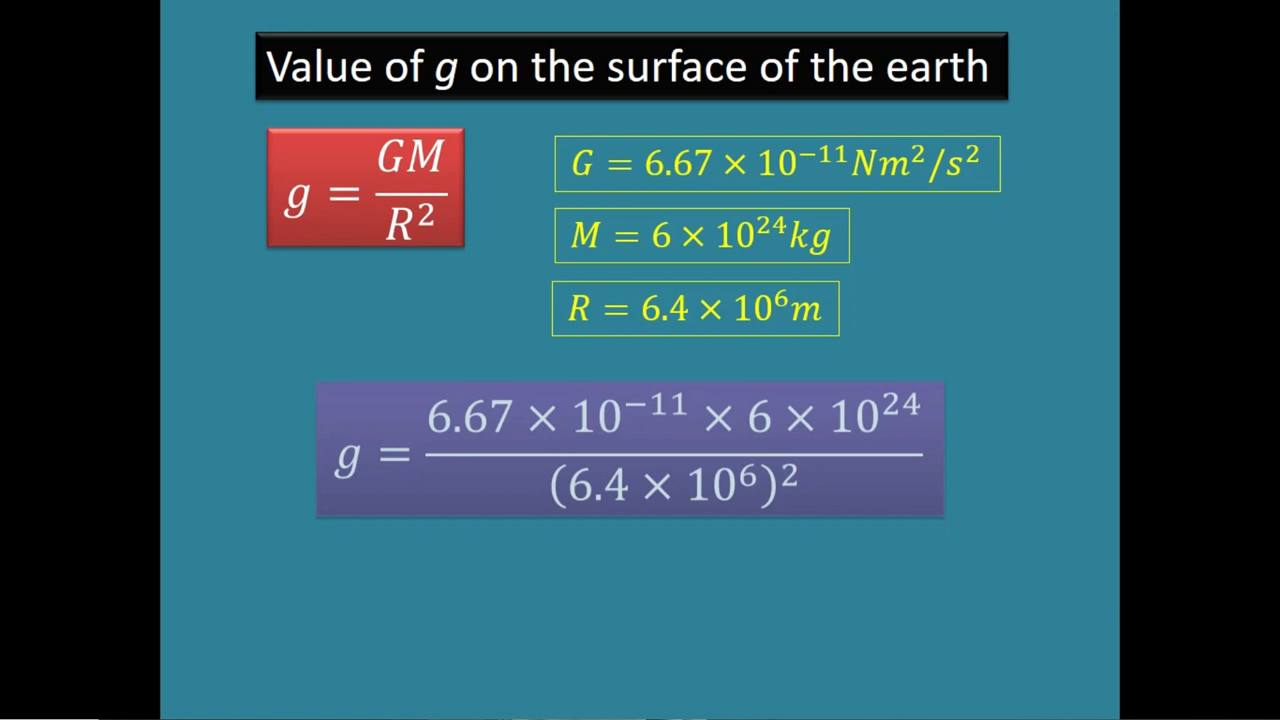 Value of g on the surface of the earth
g = GM / R²
G = 6.67 × 10⁻¹¹ Nm²/s²
M = 6 × 10²⁴ kg
R = 6.4 × 10⁶ m
g = 6.67 × 10⁻¹¹ × 6 × 10²⁴ / (6.4 × 10⁶)²